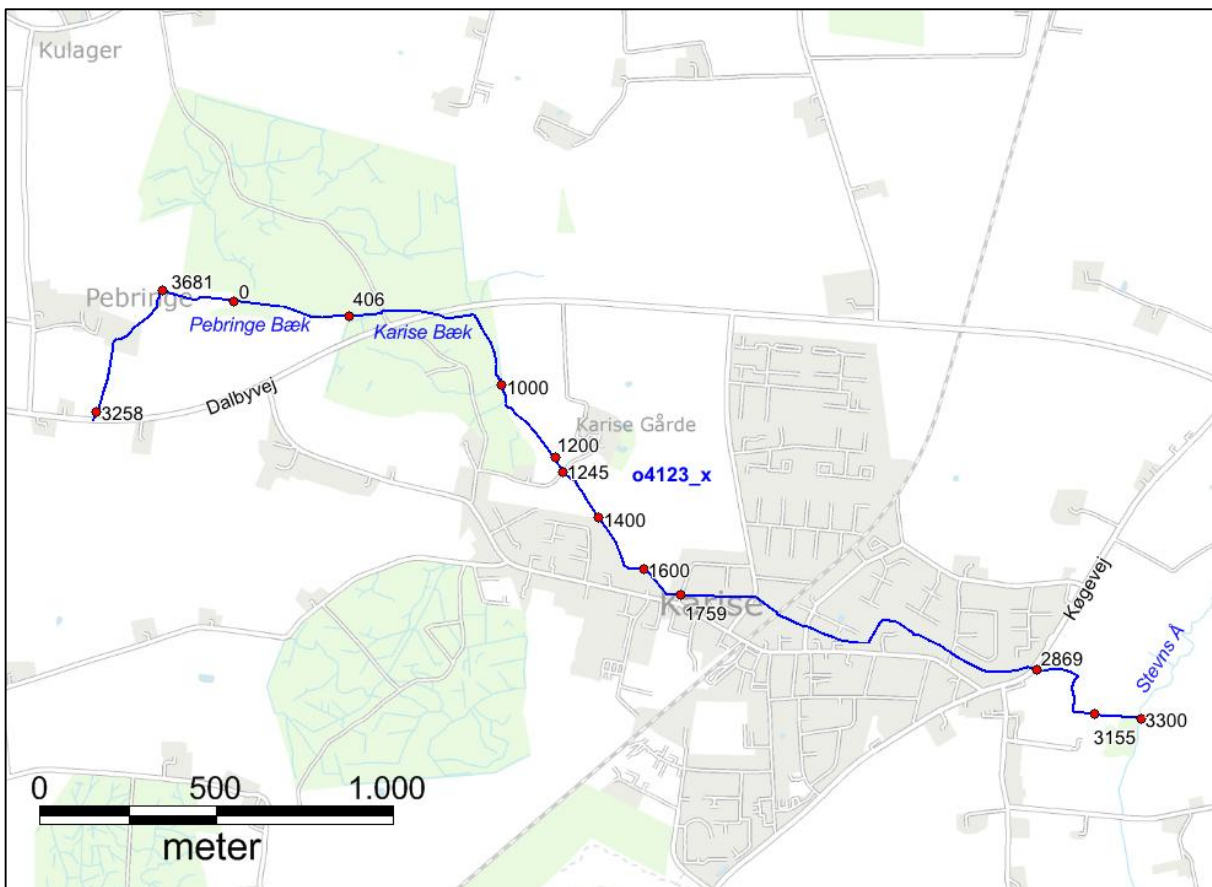 Kulager
3681
0
Pebringe
406
Pebringe Bæk
Karise Bæk
1000
Dalbyvej
3258
Karise Gårde
1200
1245
o4123_x
1400
1600
Karise
1759
Køgevej
2869
Stevns Å
3155
3300
0 500 1.000
meter